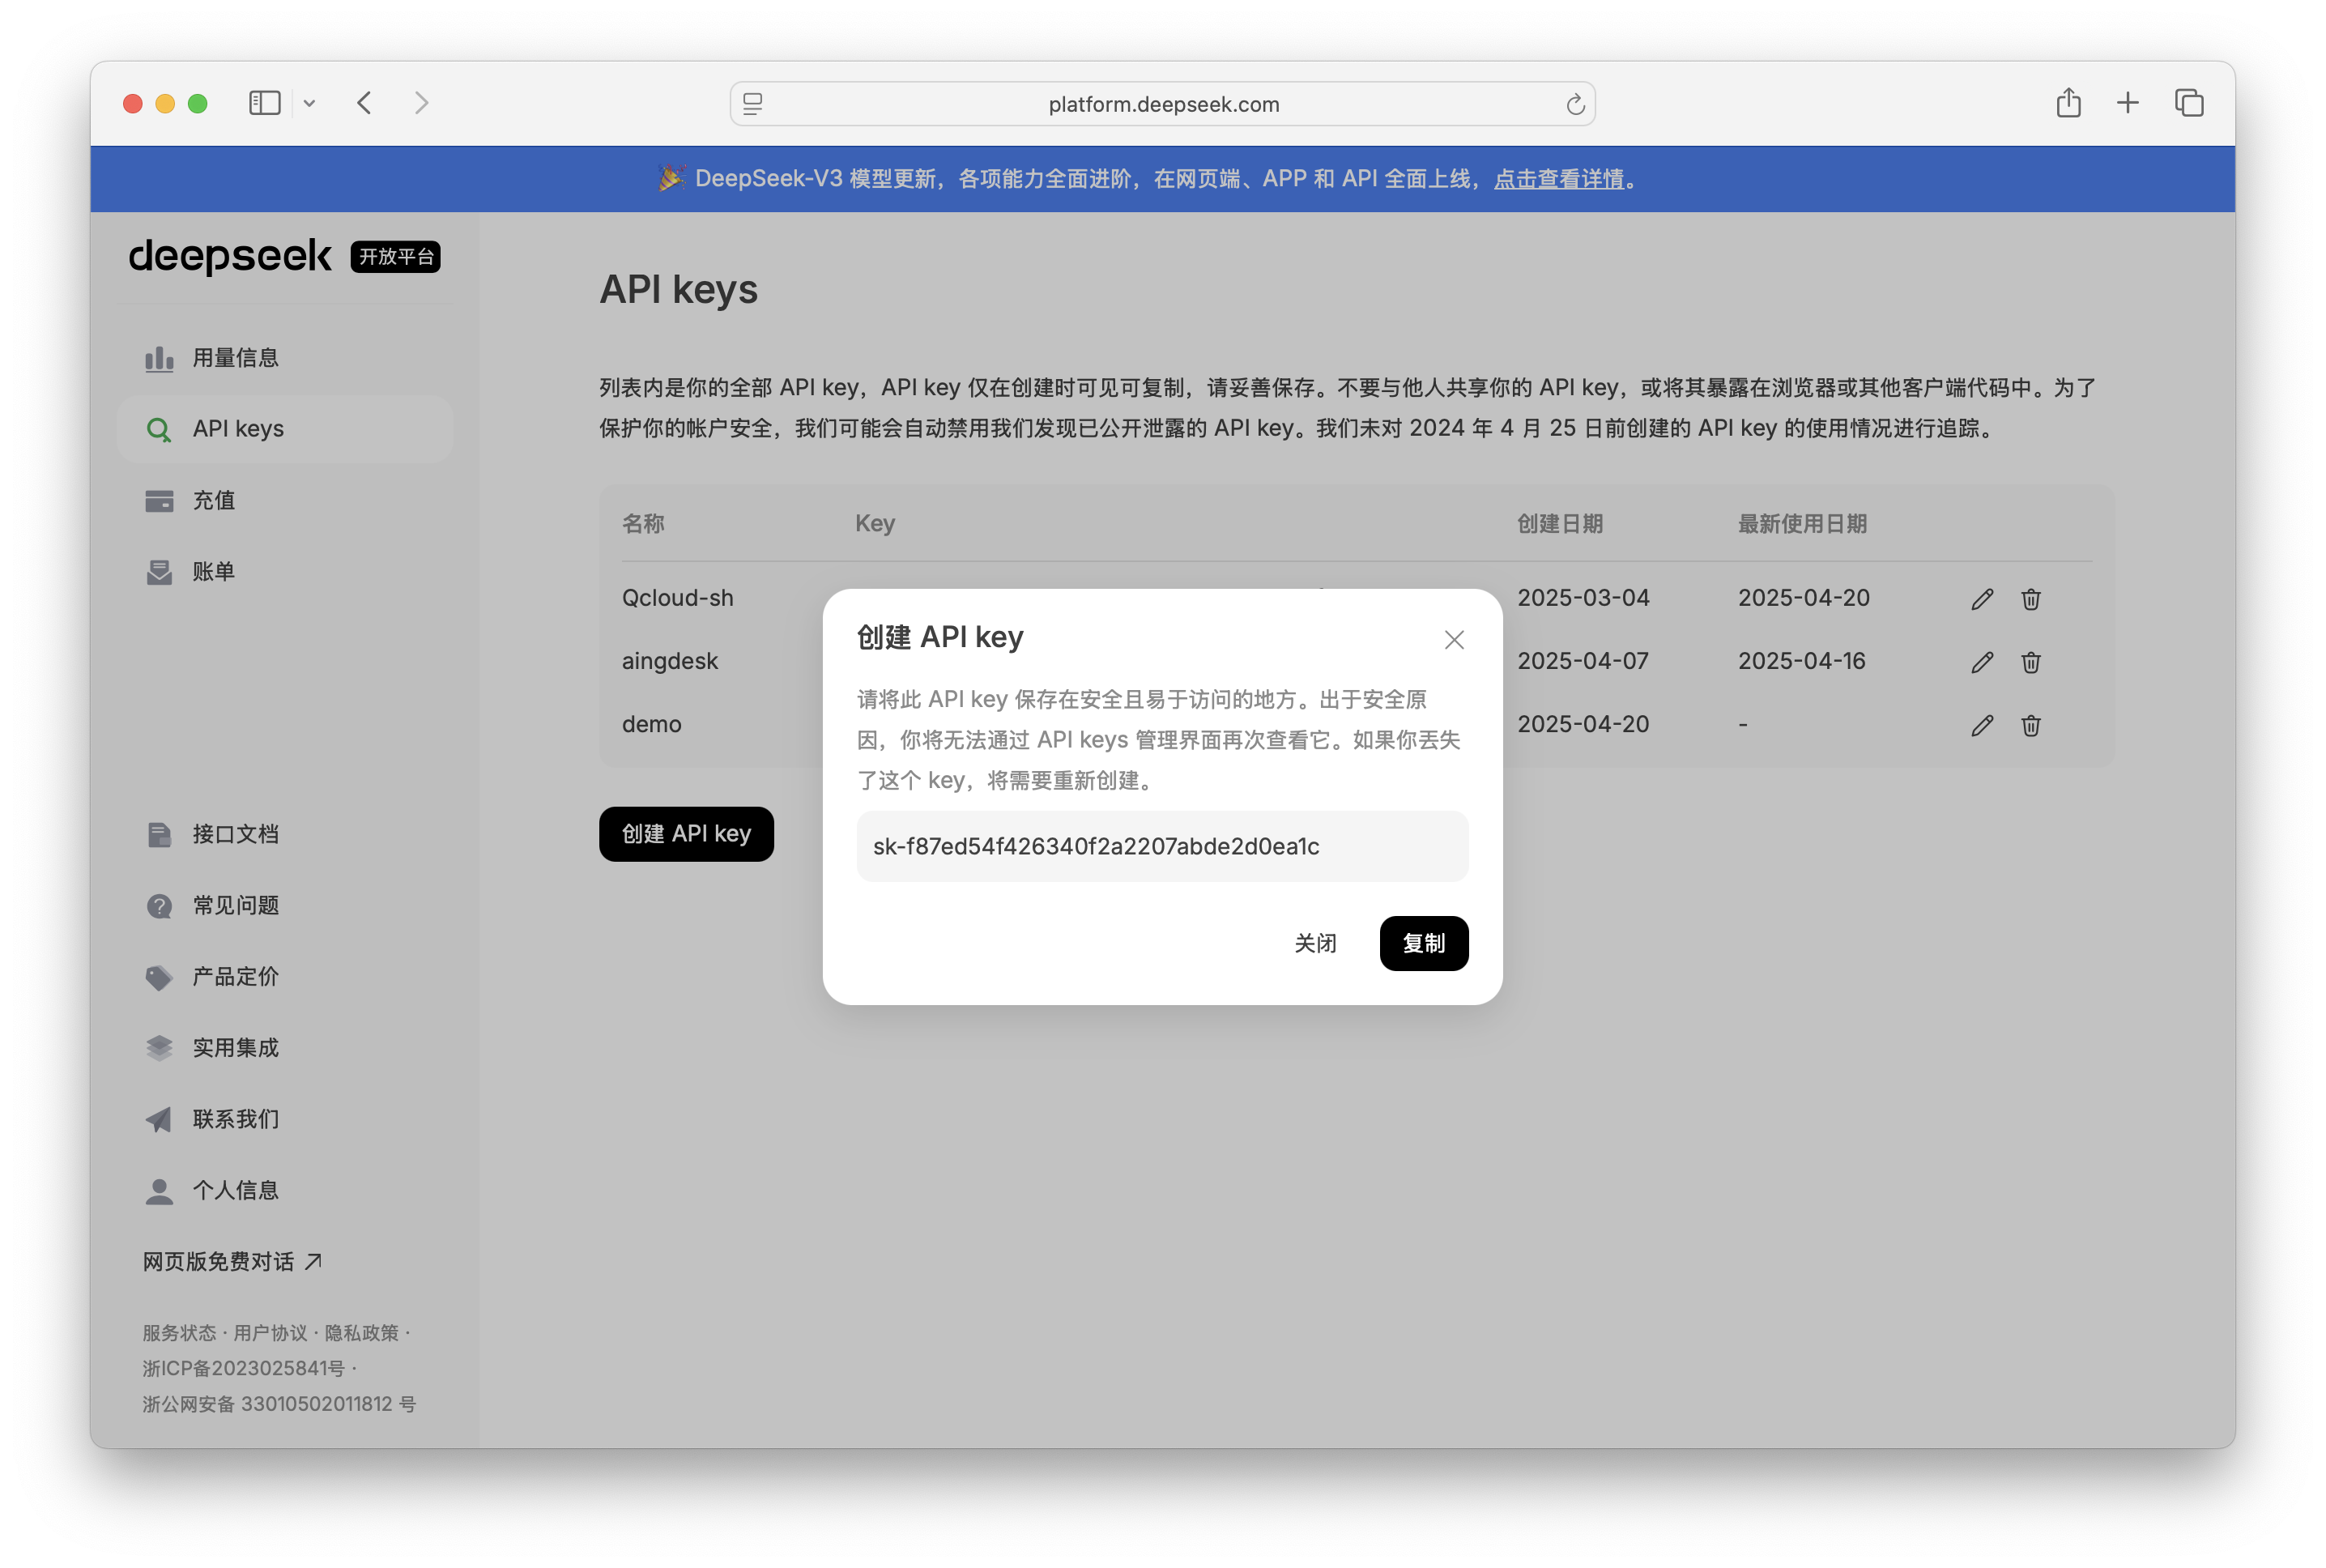 platform.deepseek.com
🎉 DeepSeek-V3 模型更新，各项能力全面进阶，在网页端、APP 和 API 全面上线，点击查看详情。
deepseek 开放平台
用量信息
API keys
充值
账单
接口文档
常见问题
产品定价
实用集成
联系我们
个人信息
网页版免费对话
服务状态 · 用户协议 · 隐私政策 ·
浙ICP备2023025841号 ·
浙公网安备 33010502011812 号
API keys
列表内是你的全部 API key，API key 仅在创建时可见可复制，请妥善保存。不要与他人共享你的 API key，或将其暴露在浏览器或其他客户端代码中。为了
保护你的帐户安全，我们可能会自动禁用我们发现已公开泄露的 API key。我们未对 2024 年 4 月 25 日前创建的 API key 的使用情况进行追踪。
名称 Key 创建日期 最新使用日期
Qcloud-sh 2025-03-04 2025-04-20
aingdesk 2025-04-07 2025-04-16
demo 2025-04-20 -
创建 API key
创建 API key
请将此 API key 保存在安全且易于访问的地方。出于安全原
因，你将无法通过 API keys 管理界面再次查看它。如果你丢失
了这个 key，将需要重新创建。
sk-f87ed54f426340f2a2207abde2d0ea1c
关闭 复制